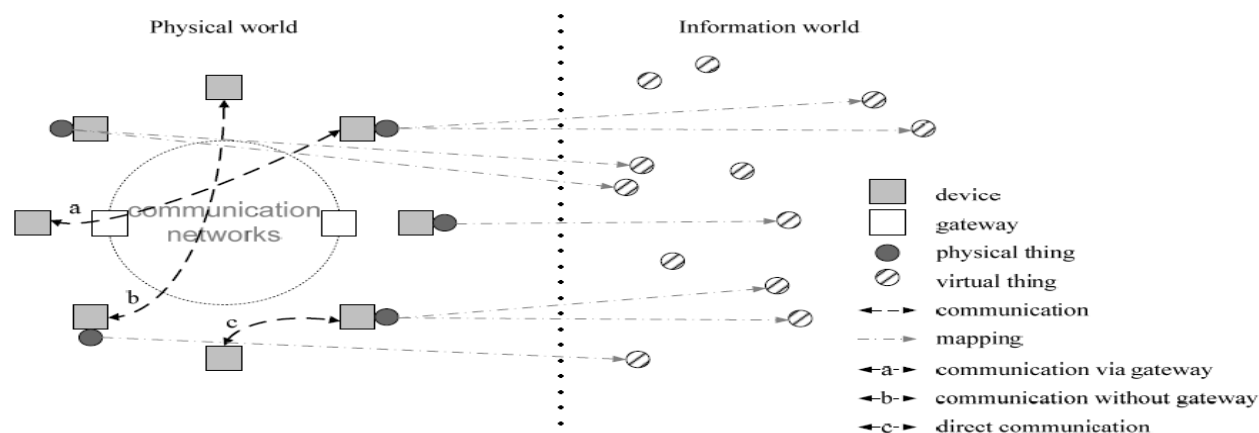 Physical world
Information world
a
communication
networks
b
c
device
gateway
physical thing
virtual thing
communication
mapping
a communication via gateway
b communication without gateway
c direct communication